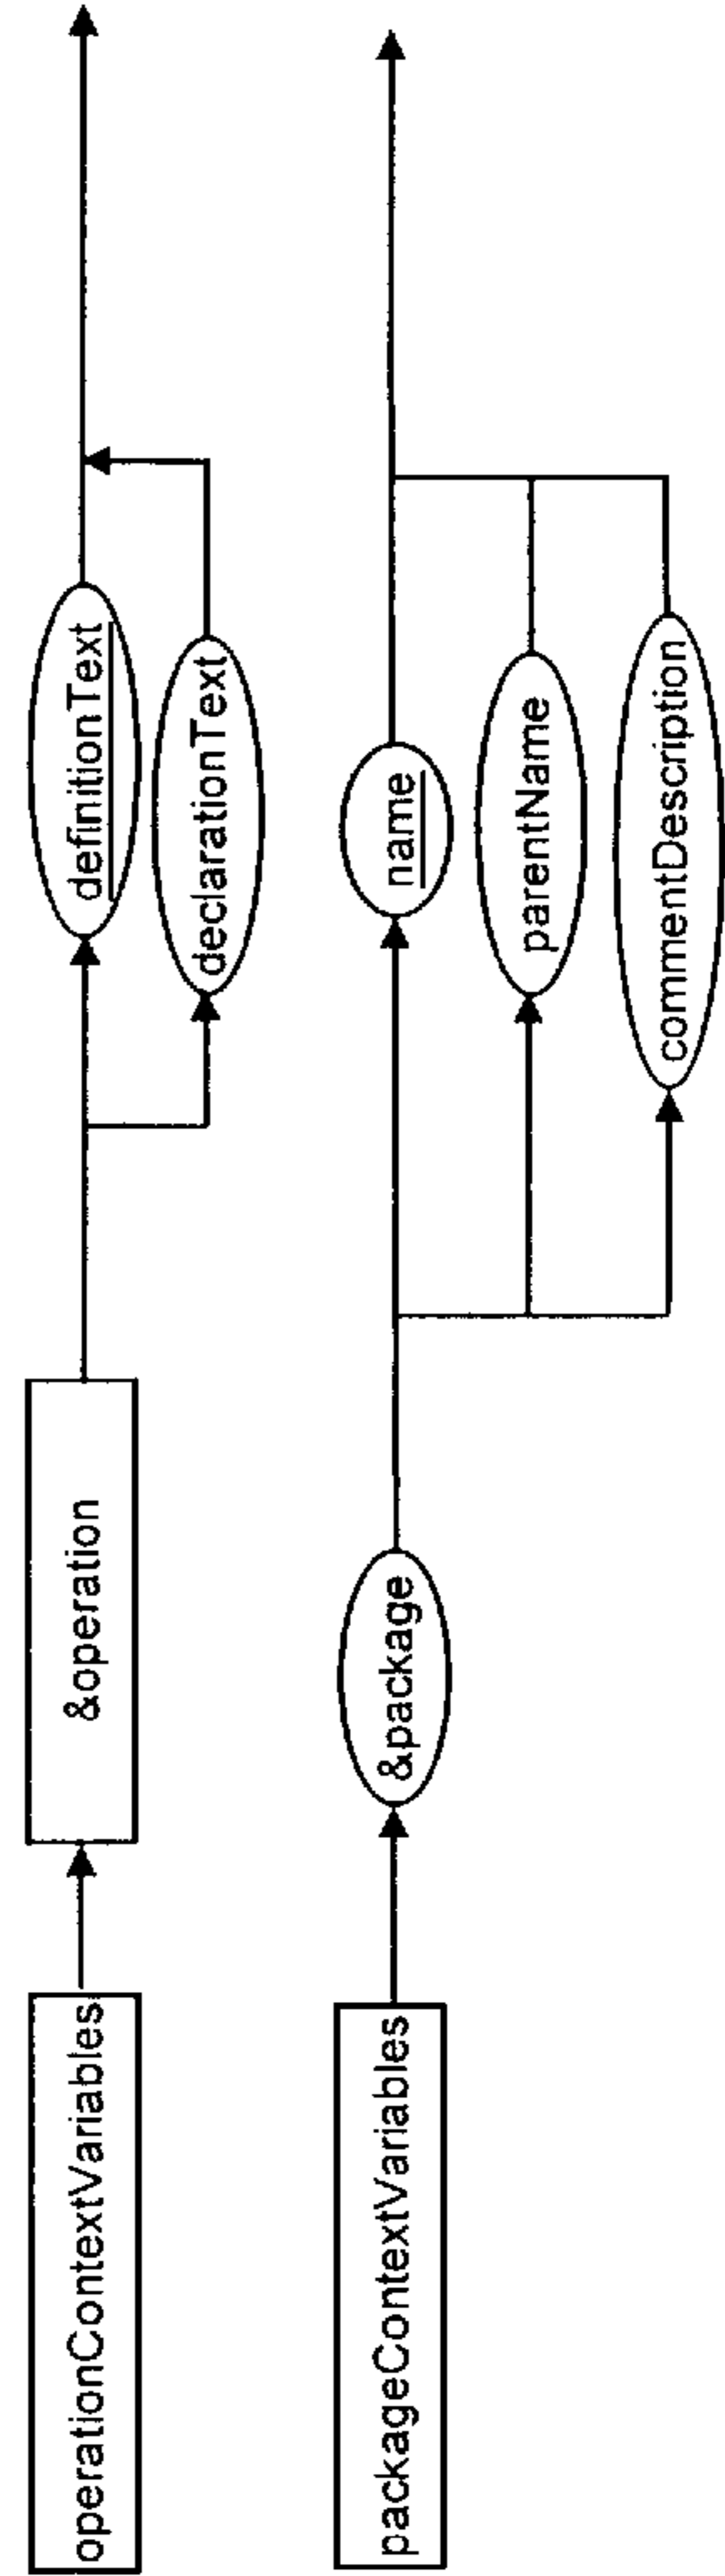 operationContextVariables
&operation
definitionText
declarationText
packageContextVariables
&package
name
parentName
commentDescription